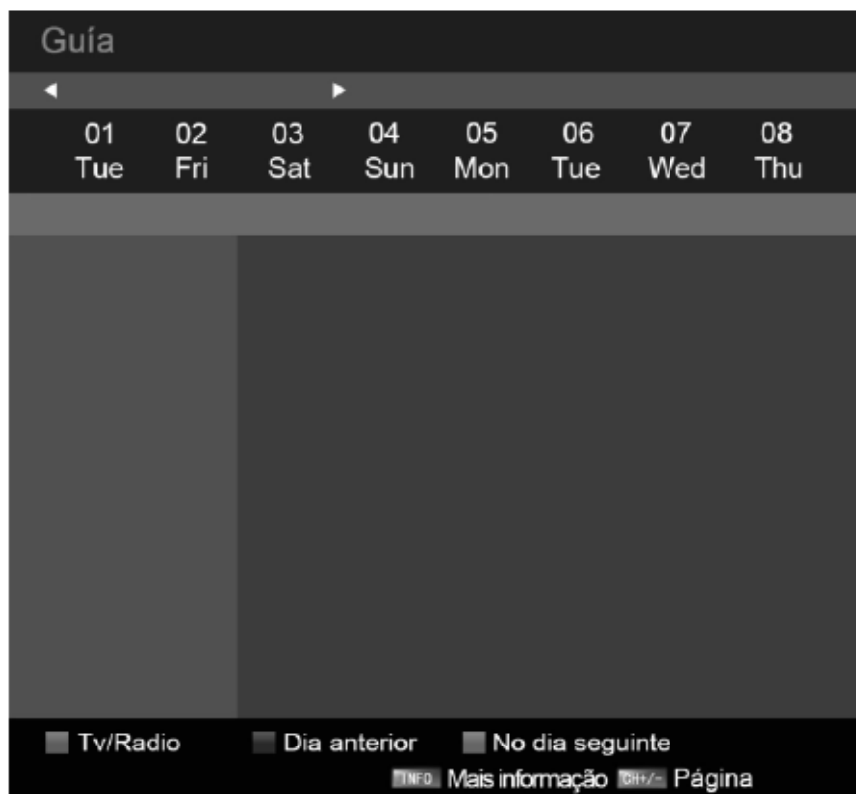 Guía
01 02 03 04 05 06 07 08
Tue Fri Sat Sun Mon Tue Wed Thu
Tv/Radio Dia anterior No dia seguinte
INFO Mais informação CH+/- Página